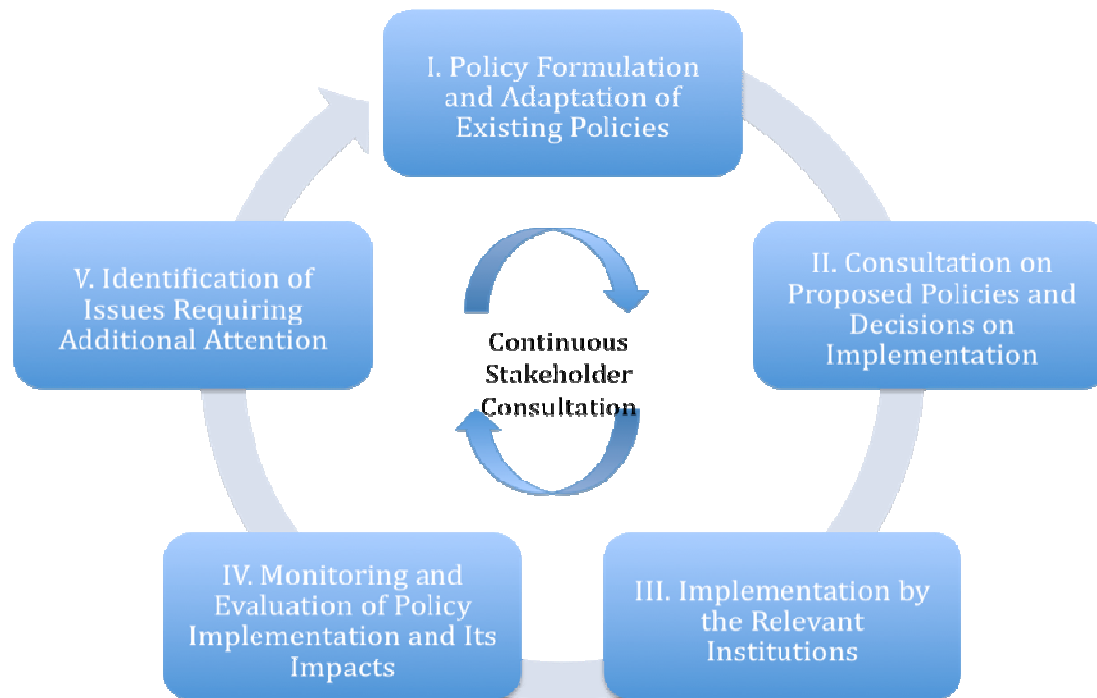 I. Policy Formulation
and Adaptation of
Existing Policies
II. Consultation on
Proposed Policies and
Decisions on
Implementation
III. Implementation by
the Relevant
Institutions
IV. Monitoring and
Evaluation of Policy
Implementation and Its
Impacts
V. Identification of
Issues Requiring
Additional Attention
Continuous
Stakeholder
Consultation